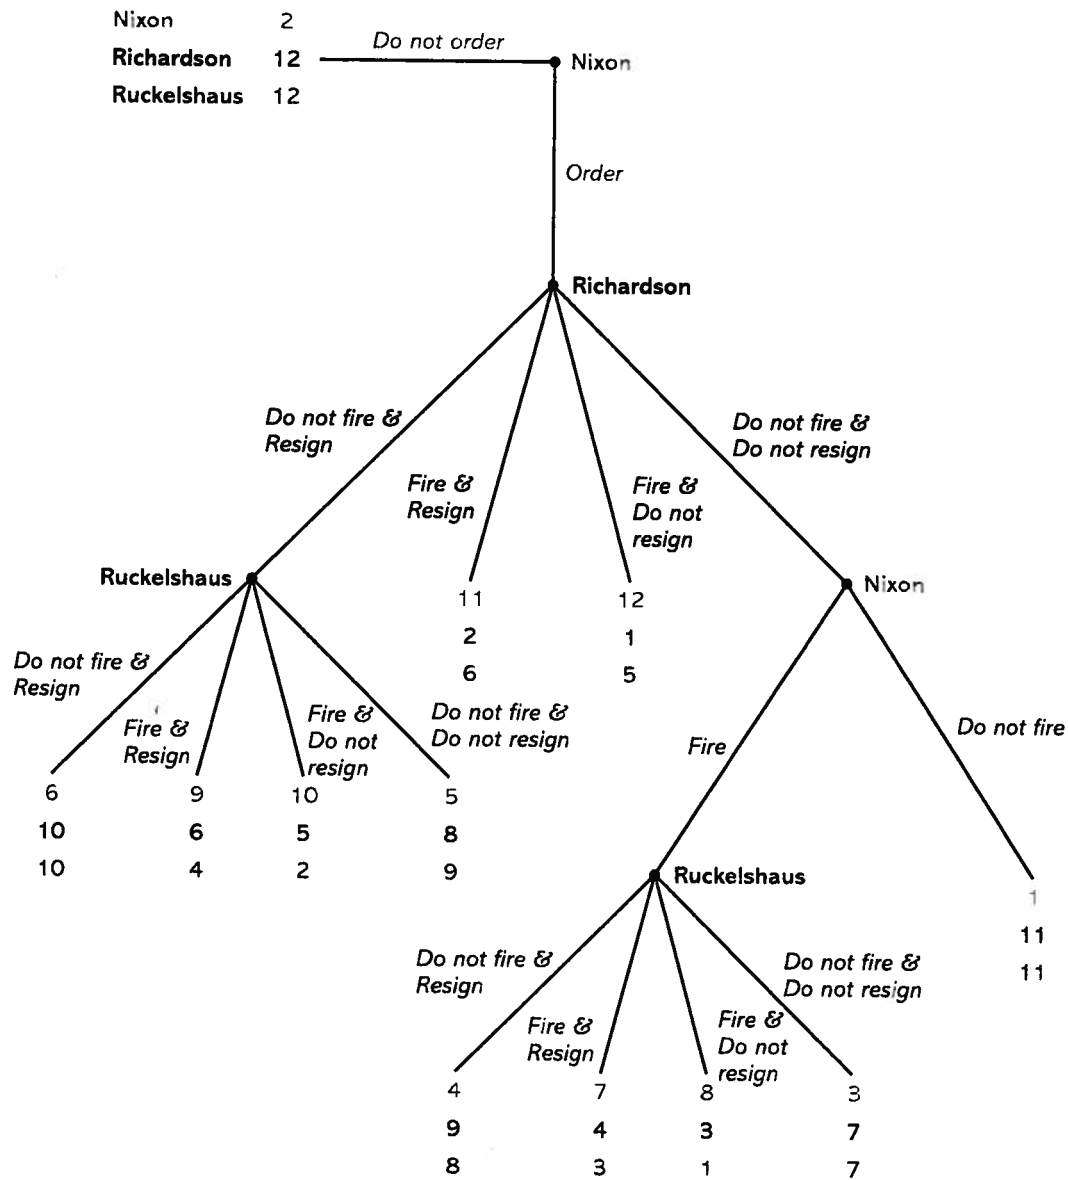 Nixon 2
Richardson 12
Ruckelshaus 12
Do not order
Nixon
Order
Richardson
Do not fire &
Resign
Fire &
Resign
Fire &
Do not
resign
Do not fire &
Do not resign
Ruckelshaus
11
2
6
12
1
5
Nixon
Do not fire &
Resign
Fire &
Resign
Fire &
Do not
resign
Do not fire &
Do not resign
6
10
10
9
6
4
10
5
2
5
8
9
Fire
Do not fire
Ruckelshaus
1
11
11
Do not fire &
Resign
Fire &
Resign
Fire &
Do not
resign
Do not fire &
Do not resign
4
9
8
7
4
3
8
3
1
3
7
7